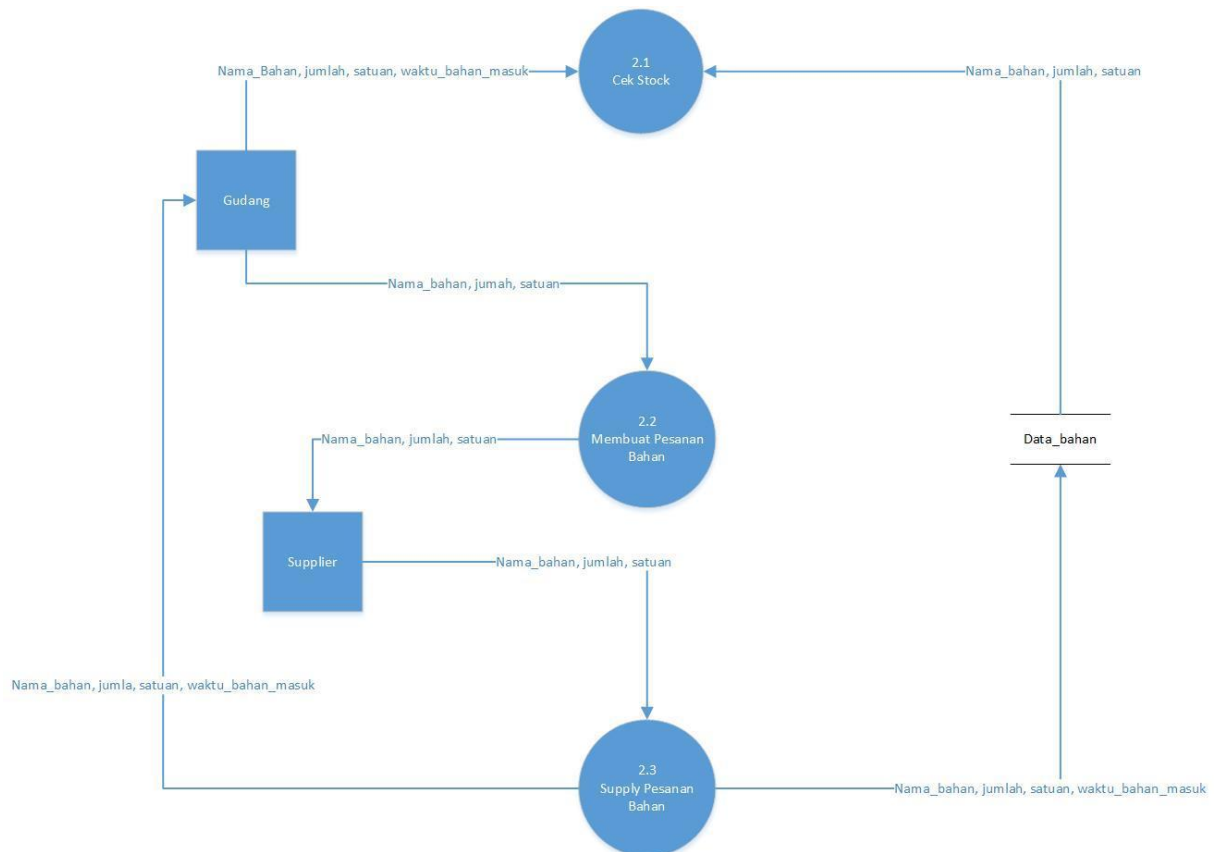 2.1
Cek Stock
Nama_Bahan, jumlah, satuan, waktu_bahan_masuk
Nama_bahan, jumlah, satuan
Gudang
Nama_bahan, jumah, satuan
2.2
Membuat Pesanan
Bahan
Nama_bahan, jumlah, satuan
Data_bahan
Supplier
Nama_bahan, jumlah, satuan
Nama_bahan, jumla, satuan, waktu_bahan_masuk
2.3
Supply Pesanan
Bahan
Nama_bahan, jumlah, satuan, waktu_bahan_masuk